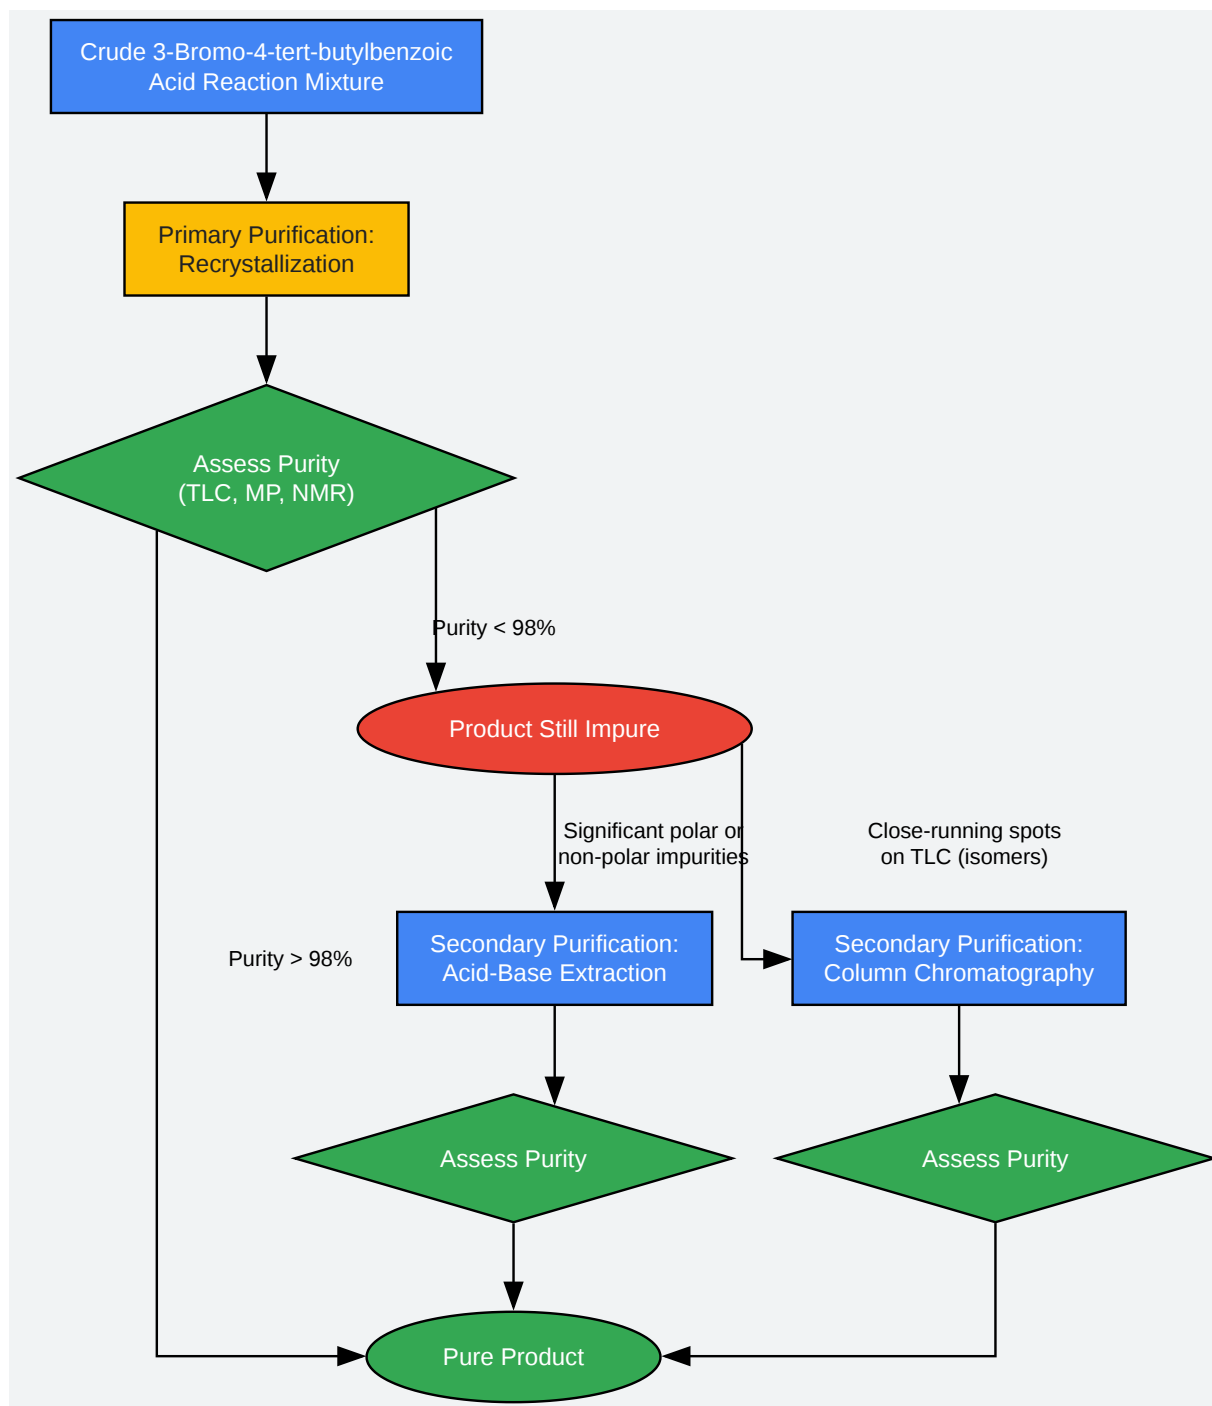 Crude 3-Bromo-4-tert-butylbenzoic
Acid Reaction Mixture
Primary Purification:
Recrystallization
Assess Purity
(TLC, MP, NMR)
Purity < 98%
Product Still Impure
Significant polar or
non-polar impurities
Close-running spots
on TLC (isomers)
Purity > 98%
Secondary Purification:
Acid-Base Extraction
Secondary Purification:
Column Chromatography
Assess Purity
Assess Purity
Pure Product